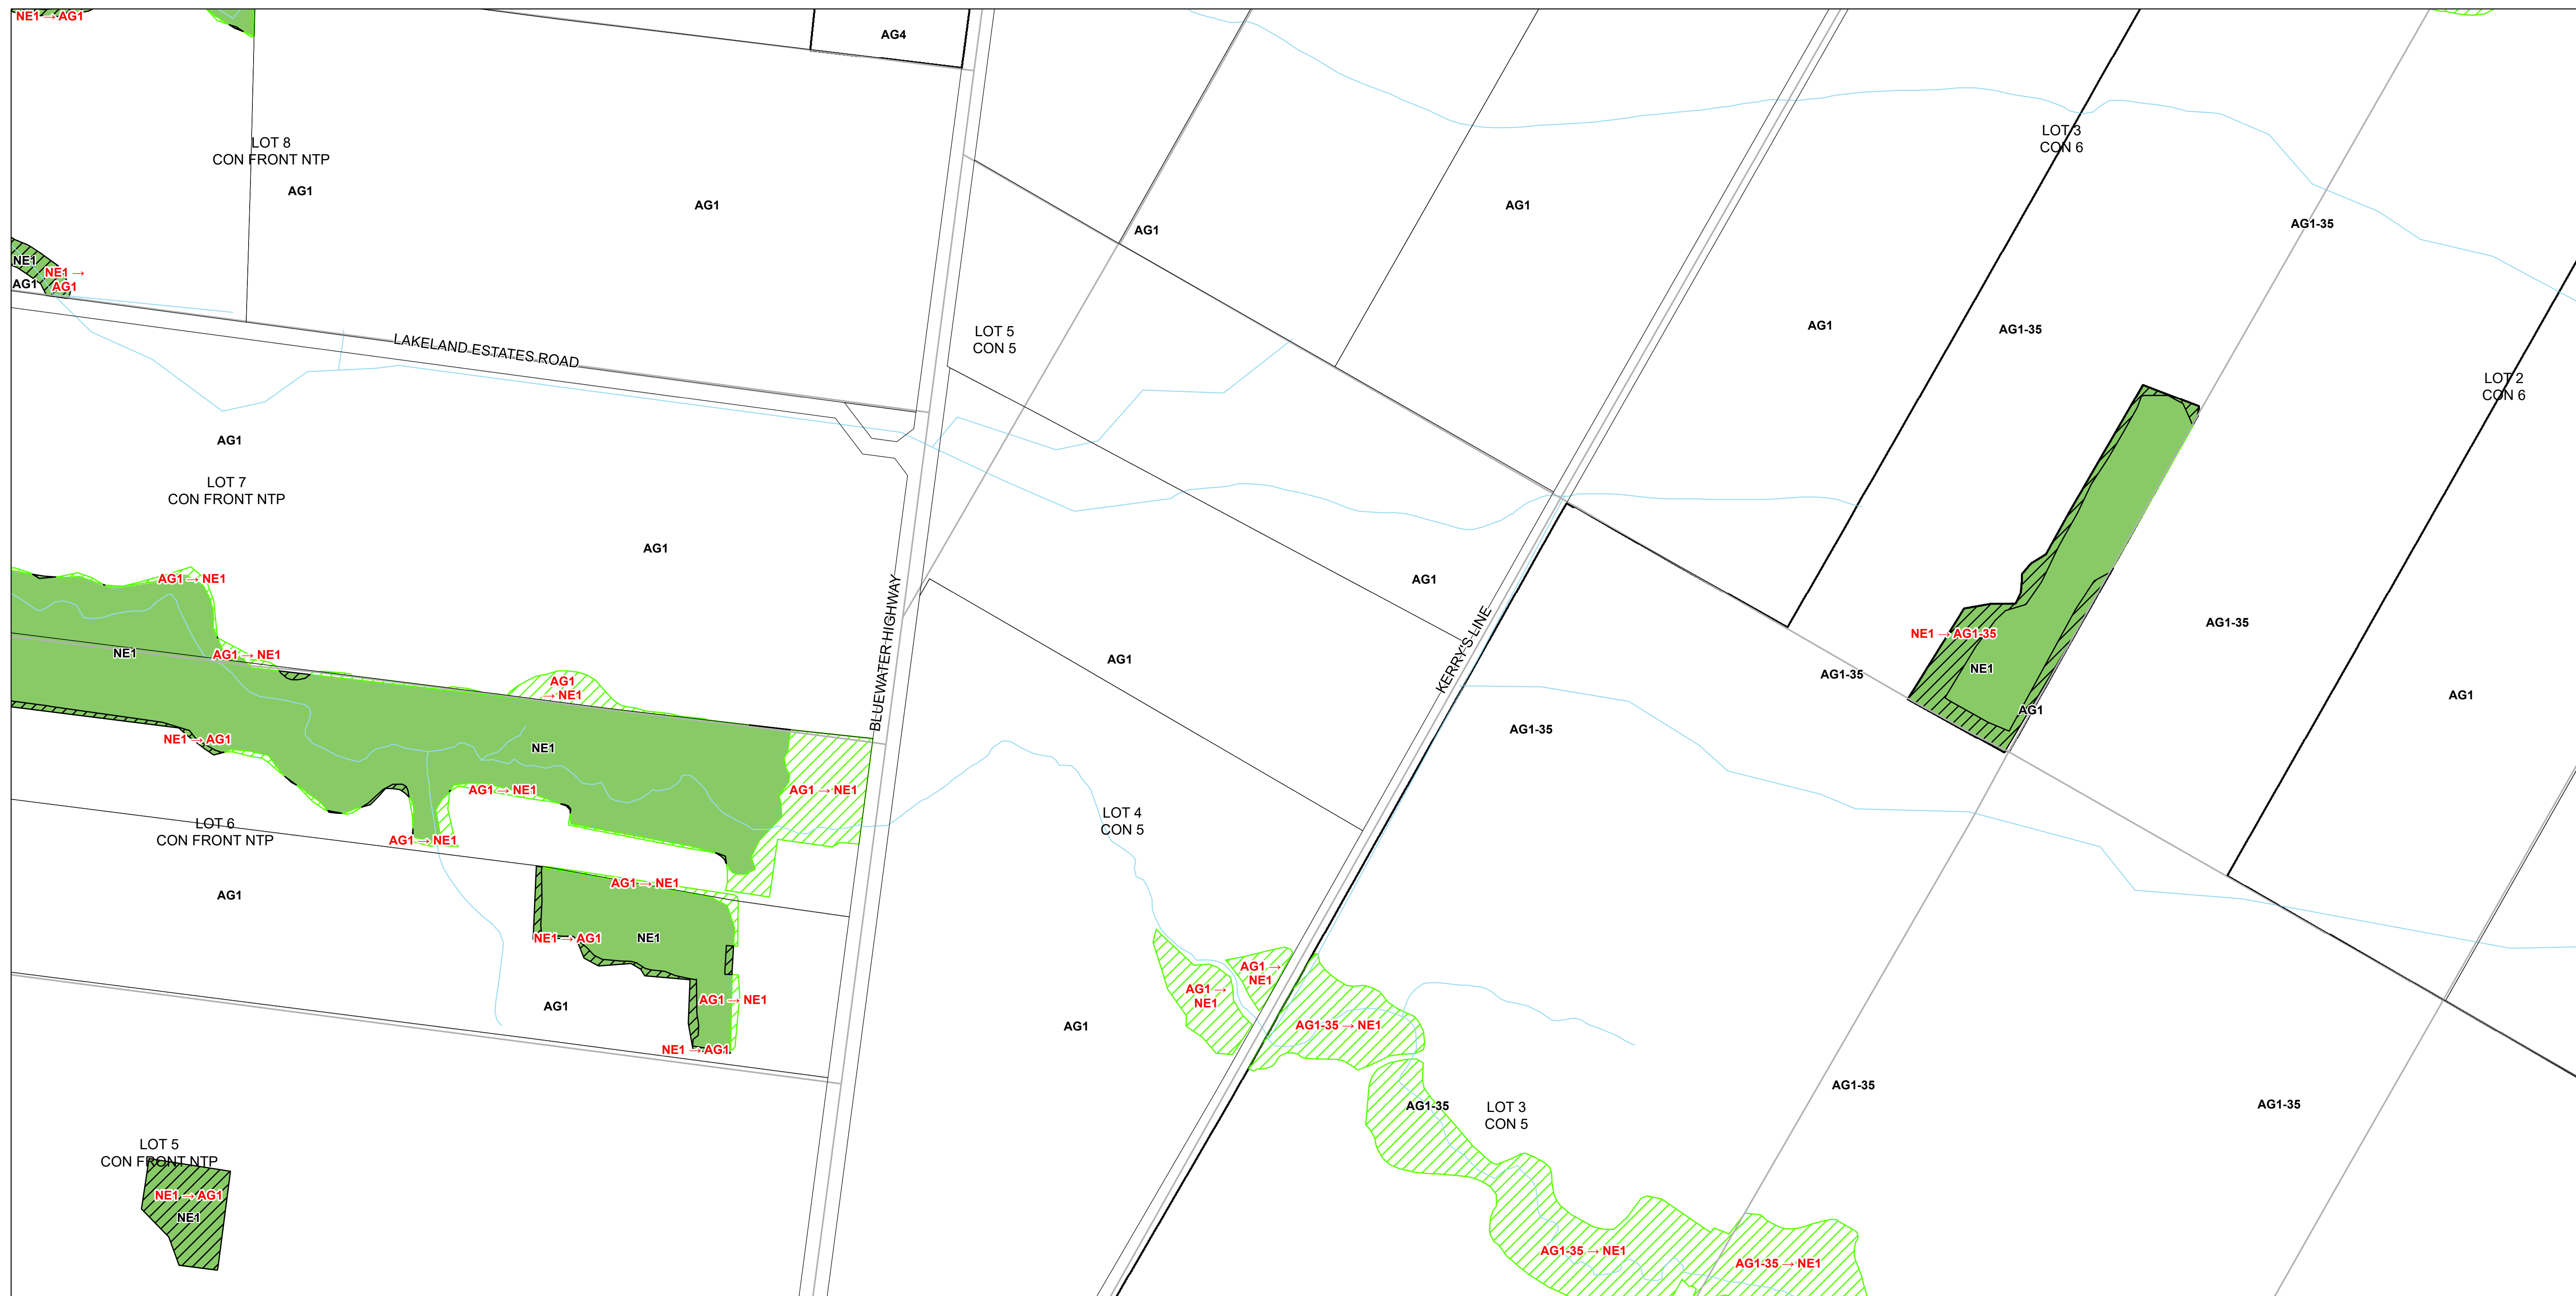 NE1 → AG1
AG4
LOT 8
CON FRONT NTP
AG1
AG1
AG1
AG1
LOT 3
CON 6
AG1-35
NE1
NE1 →
AG1
AG1
LAKELAND ESTATES ROAD
LOT 5
CON 5
AG1
AG1-35
LOT 2
CON 6
AG1
LOT 7
CON FRONT NTP
AG1
AG1
AG1 → NE1
AG1 → NE1
NE1
AG1
→ NE1
BLUEWATER HIGHWAY
AG1
KERRY'S LINE
AG1-35
NE1 → AG1-35
NE1
AG1
AG1-35
AG1
AG1-35
NE1 → AG1
NE1
AG1 → NE1
AG1 → NE1
LOT 6
CON FRONT NTP
AG1 → NE1
LOT 4
CON 5
AG1
AG1 → NE1
NE1 → AG1
NE1
AG1 → NE1
AG1
NE1 → AG1
AG1
AG1 →
NE1
AG1 →
NE1
AG1-35 → NE1
AG1-35
LOT 3
CON 5
AG1-35
AG1-35
LOT 5
CON FRONT NTP
NE1 → AG1
NE1
AG1-35 → NE1
AG1-35 → NE1